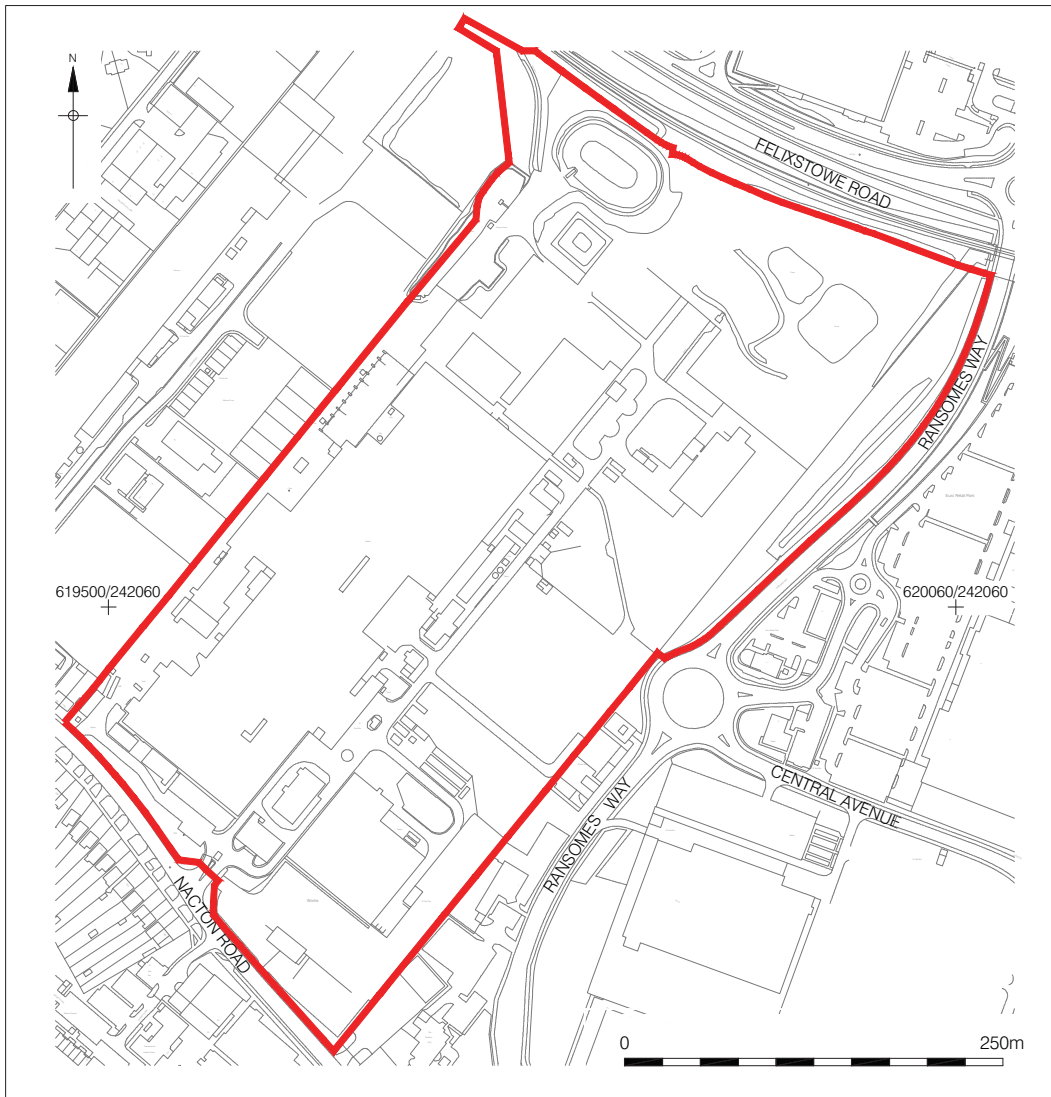 N
FELIXSTOWE ROAD
RANSOMES WAY
619500/242060
620060/242060
CENTRAL AVENUE
RANSOMES WAY
NACTON ROAD
0
250m